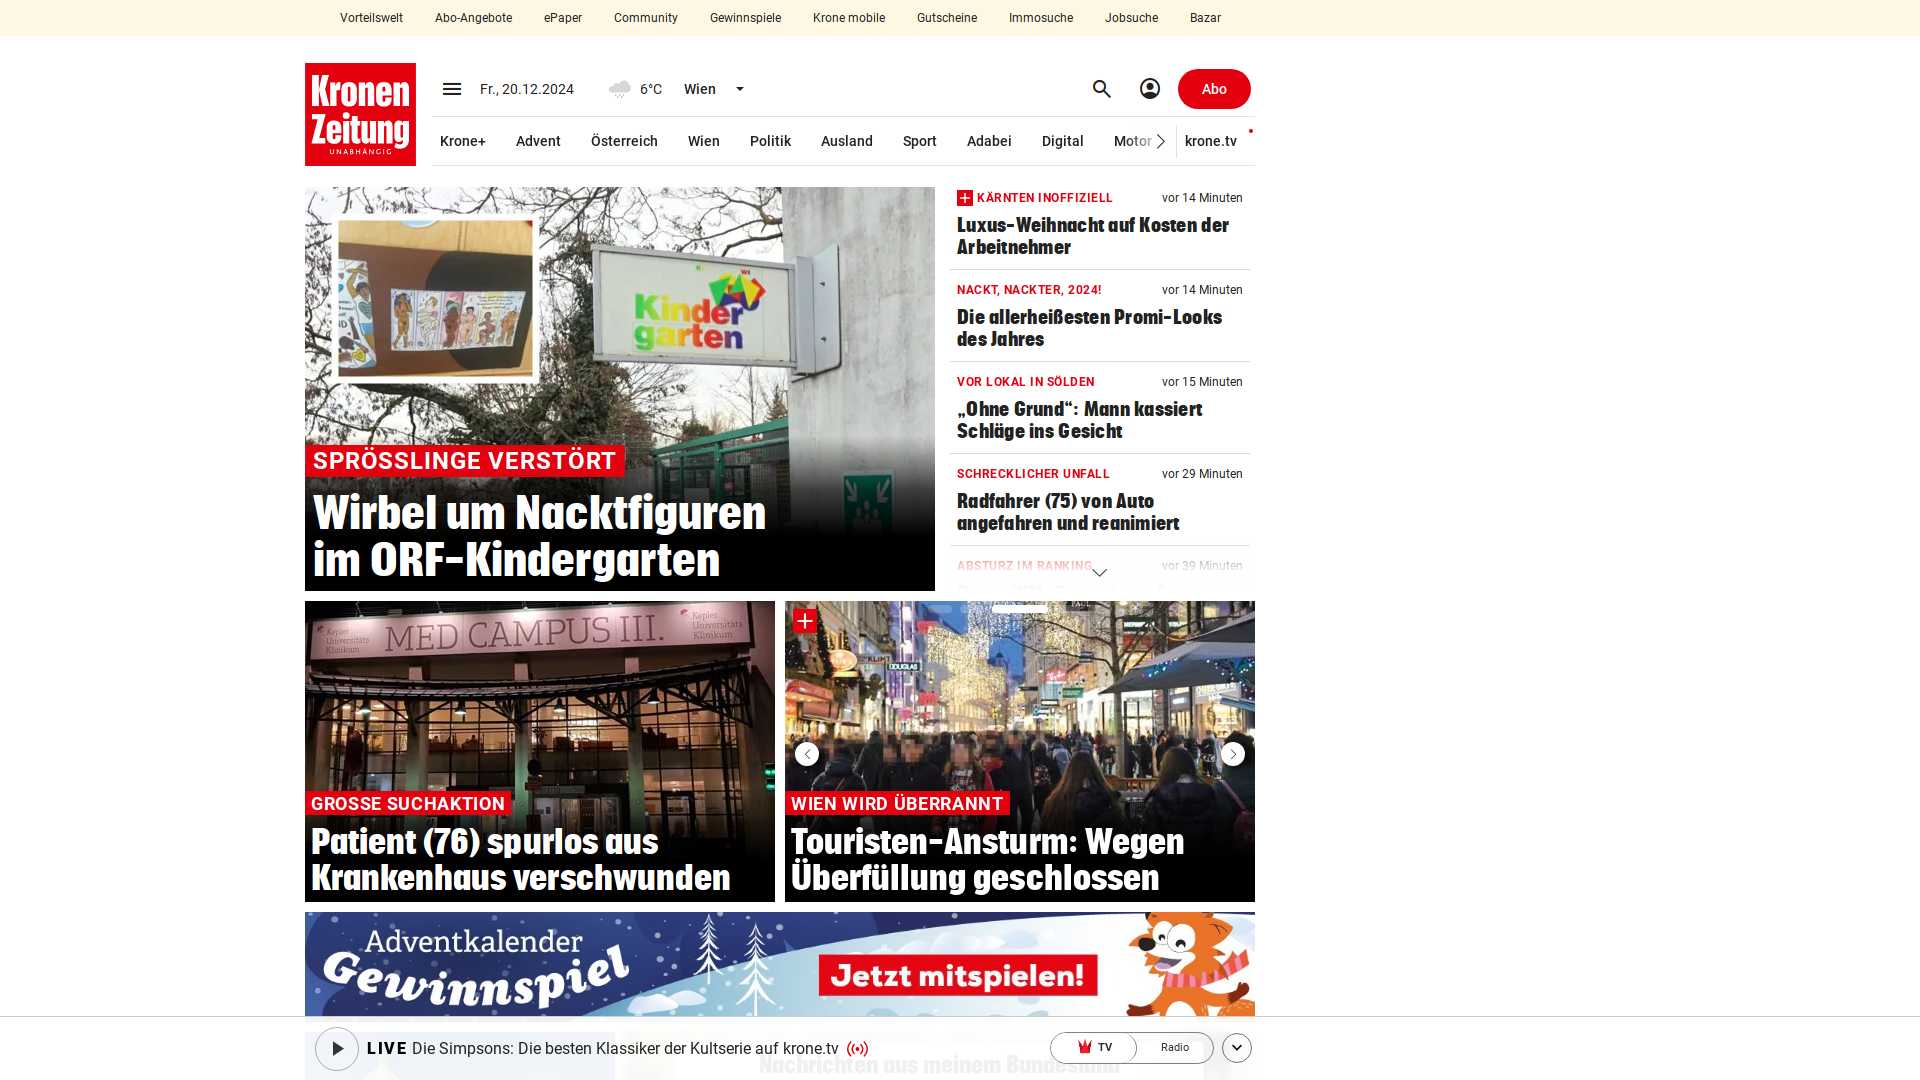 Vorteilswelt Abo-Angebote ePaper Community Gewinnspiele Krone mobile Gutscheine Immosuche Jobsuche Bazar
Kronen
Zeitung
UNABHÄNGIG
Fr., 20.12.2024 6°C Wien Abo
Krone+ Advent Österreich Wien Politik Ausland Sport Adabei Digital Motor krone.tv
Kinder
garten
SPRÖSSLINGE VERSTÖRT
Wirbel um Nacktfiguren
im ORF-Kindergarten
KÄRNTEN INOFFIZIELL vor 14 Minuten
Luxus-Weihnacht auf Kosten der
Arbeitnehmer
NACKT, NACKTER, 2024! vor 14 Minuten
Die allerheißesten Promi-Looks
des Jahres
VOR LOKAL IN SÖLDEN vor 15 Minuten
„Ohne Grund“: Mann kassiert
Schläge ins Gesicht
SCHRECKLICHER UNFALL vor 29 Minuten
Radfahrer (75) von Auto
angefahren und reanimiert
ABSTURZ IM RANKING vor 39 Minuten
Kepler
Universitäts
Klinikum
MED CAMPUS III.
Kepler
Universitäts
Klinikum
GROSSE SUCHAKTION
Patient (76) spurlos aus
Krankenhaus verschwunden
DOUGLAS
WIEN WIRD ÜBERRANNT
Touristen-Ansturm: Wegen
Überfüllung geschlossen
Adventkalender
Gewinnspiel
Jetzt mitspielen!
LIVE Die Simpsons: Die besten Klassiker der Kultserie auf krone.tv TV Radio
Nachrichten aus meinem Bundesland